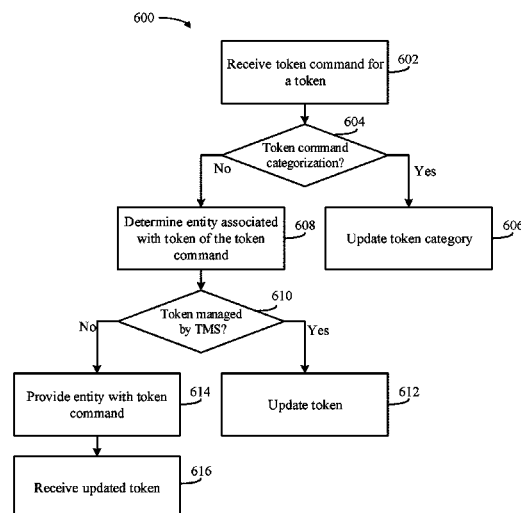 600
Receive token command for
a token
602
604
Token command
categorization?
No
Yes
Determine entity associated
with token of the token
command
608
Update token category
606
610
Token managed
by TMS?
No
Yes
Provide entity with token
command
614
Update token
612
616
Receive updated token